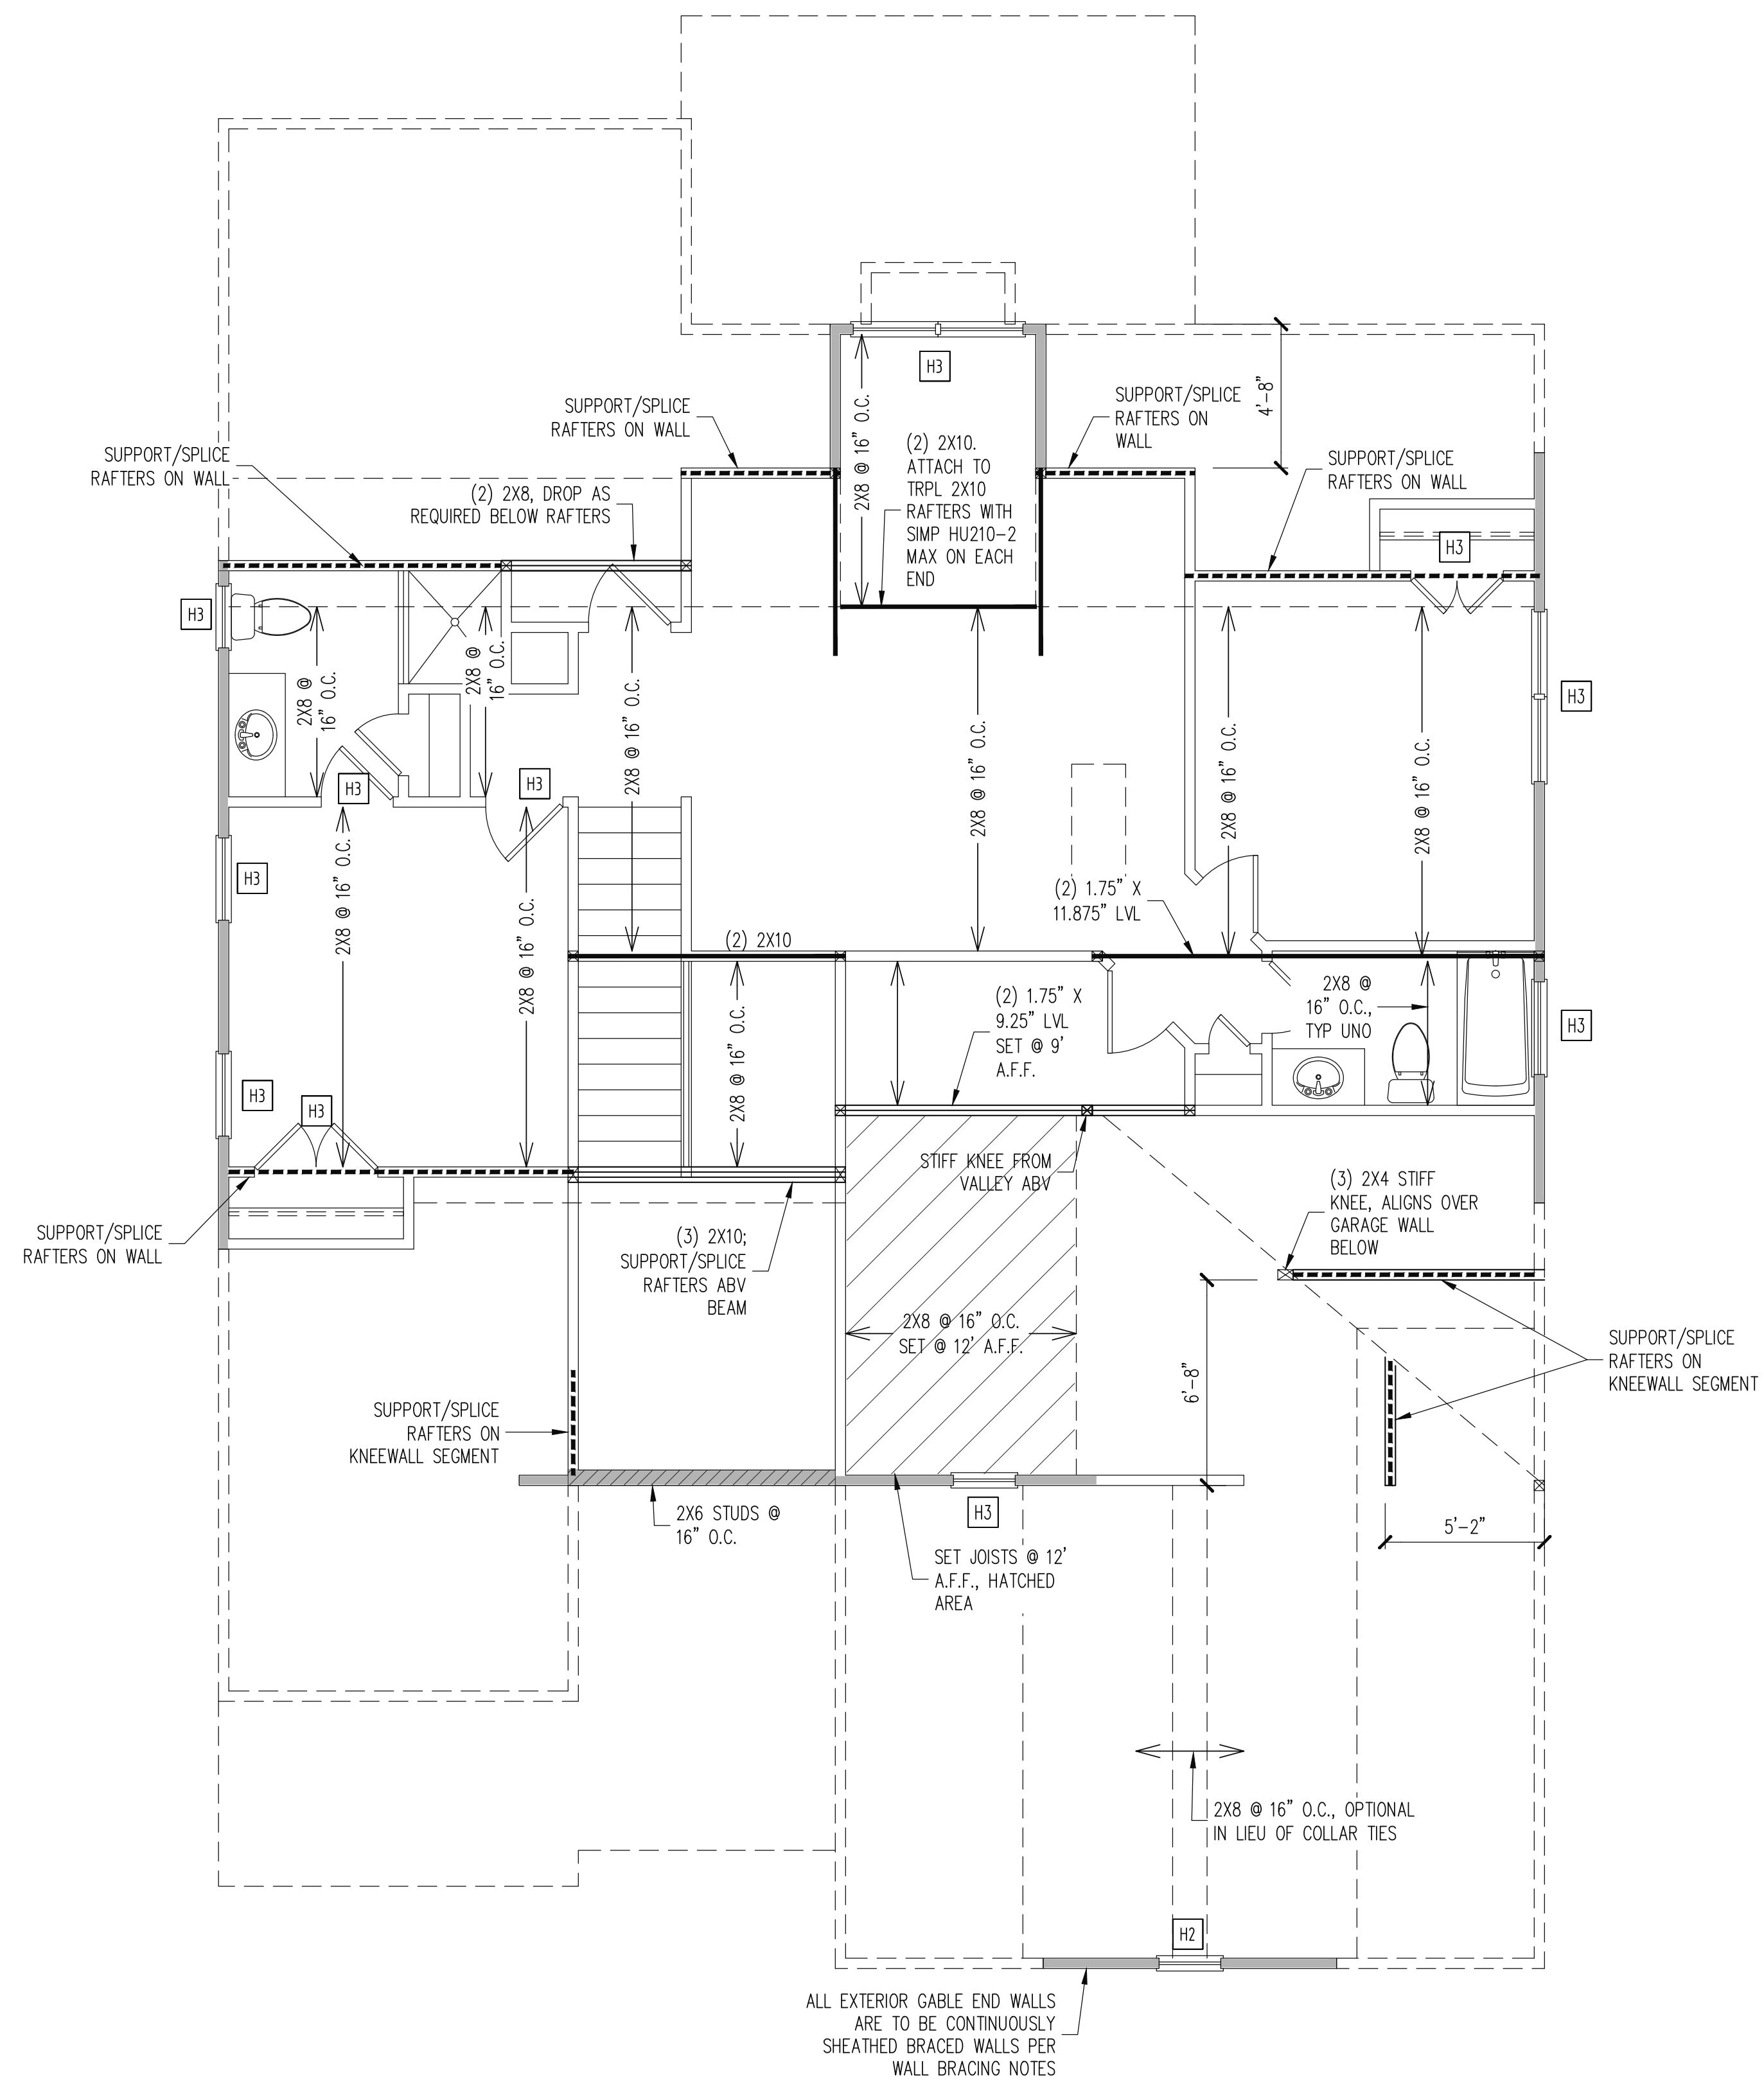 H3
2X8 @ 16" O.C.
4'-8"
SUPPORT/SPLICE
RAFTERS ON WALL
SUPPORT/SPLICE
RAFTERS ON
WALL
(2) 2X10.
ATTACH TO
TRPL 2X10
RAFTERS WITH
SIMP HU210-2
MAX ON EACH
END
SUPPORT/SPLICE
RAFTERS ON WALL
SUPPORT/SPLICE
RAFTERS ON WALL
(2) 2X8, DROP AS
REQUIRED BELOW RAFTERS
H3
H3
2X8 @
16" O.C.
2X8 @
16" O.C.
2X8 @ 16" O.C.
2X8 @ 16" O.C.
2X8 @ 16" O.C.
2X8 @ 16" O.C.
H3
H3
H3
H3
2X8 @ 16" O.C.
2X8 @ 16" O.C.
(2) 1.75" X
11.875" LVL
(2) 2X10
2X8 @ 16" O.C.
(2) 1.75" X
9.25" LVL
SET @ 9'
A.F.F.
2X8 @
16" O.C.,
TYP UNO
H3
H3
H3
STIFF KNEE FROM
VALLEY ABV
(3) 2X4 STIFF
KNEE, ALIGNS OVER
GARAGE WALL
BELOW
SUPPORT/SPLICE
RAFTERS ON WALL
(3) 2X10;
SUPPORT/SPLICE
RAFTERS ABV
BEAM
2X8 @ 16" O.C.
SET @ 12' A.F.F.
6'-8"
SUPPORT/SPLICE
RAFTERS ON
KNEEWALL SEGMENT
SUPPORT/SPLICE
RAFTERS ON
KNEEWALL SEGMENT
2X6 STUDS @
16" O.C.
H3
5'-2"
SET JOISTS @ 12'
A.F.F., HATCHED
AREA
2X8 @ 16" O.C., OPTIONAL
IN LIEU OF COLLAR TIES
H2
ALL EXTERIOR GABLE END WALLS
ARE TO BE CONTINUOUSLY
SHEATHED BRACED WALLS PER
WALL BRACING NOTES